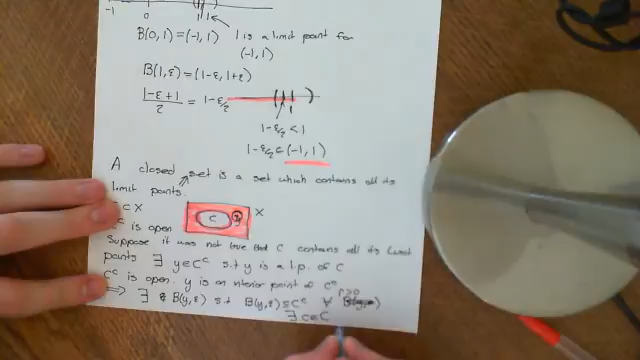 -1 0 1 1
B(0,1) = (-1,1) 1 is a limit point for
(-1,1)
B(1,ε) = (1-ε, 1+ε)
(1-ε+1)/2 = 1-ε/2
1
1-ε/2 < 1
1-ε/2 ∈ (-1,1)
A closed set is a set which contains all its
limit points.
C ⊂ X
C X
is open
Suppose it was not true that C contains all its limit
points ∃ y∈C^c s.t y is a l.p. of C
C^c is open. y is an interior point of C^c
⇒ ∃ B(y,ε) s.t B(y,ε) ⊆ C^c ∀ r>0
∃ c∈C